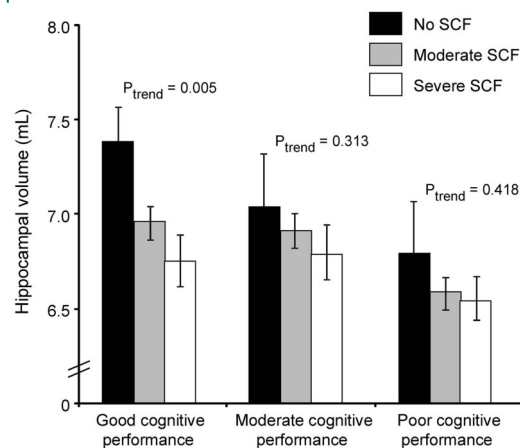 8.0
7.5
7.0
6.5
0
Hippocampal volume (mL)
No SCF
Moderate SCF
Severe SCF
Ptrend = 0.005
Ptrend = 0.313
Ptrend = 0.418
Good cognitive
performance
Moderate cognitive
performance
Poor cognitive
performance